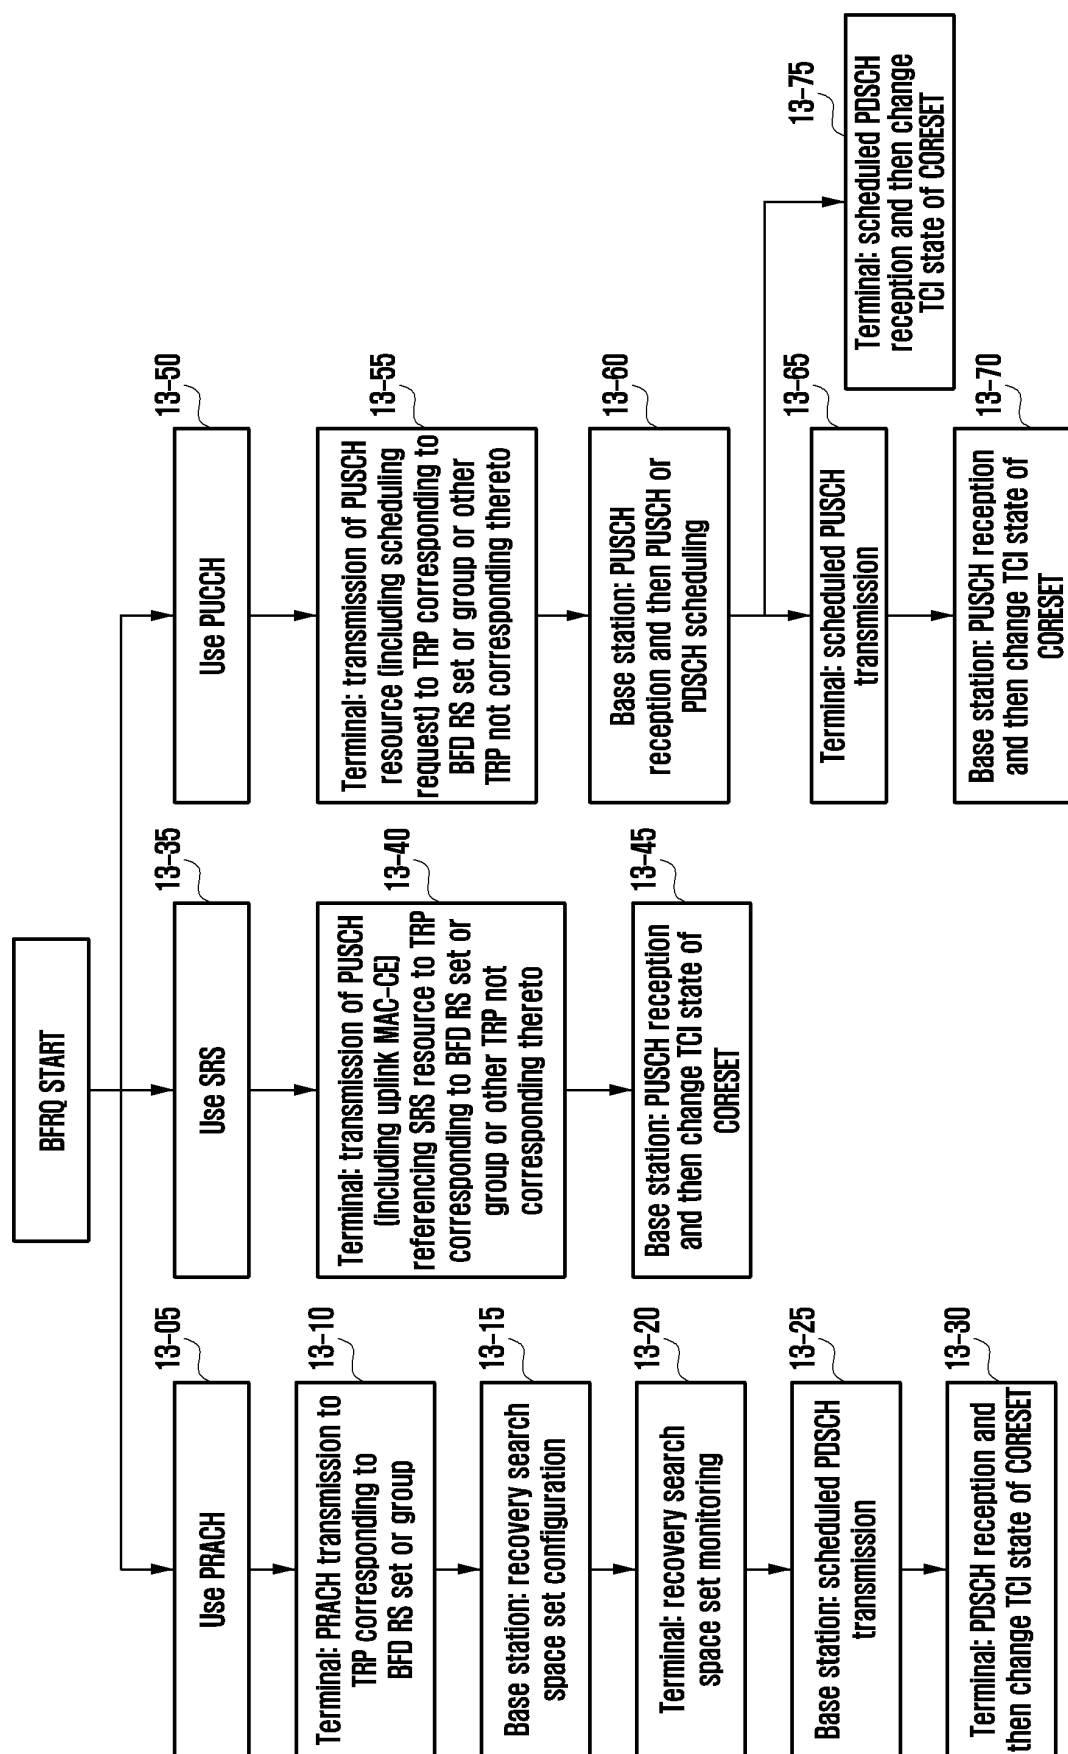 BFRQ START
13-05
Use PRACH
13-10
Terminal: PRACH transmission to
TRP corresponding to
BFD RS set or group
13-15
Base station: recovery search
space set configuration
13-20
Terminal: recovery search
space set monitoring
13-25
Base station: scheduled PDSCH
transmission
13-30
Terminal: PDSCH reception and
then change TCI state of CORESET
13-35
Use SRS
13-40
Terminal: transmission of PUSCH
(including uplink MAC-CE)
referencing SRS resource to TRP
corresponding to BFD RS set or
group or other TRP not
corresponding thereto
13-45
Base station: PUSCH reception
and then change TCI state of
CORESET
13-50
Use PUCCH
13-55
Terminal: transmission of PUSCH
resource (including scheduling
request) to TRP corresponding to
BFD RS set or group or other
TRP not corresponding thereto
13-60
Base station: PUSCH
reception and then PUSCH or
PDSCH scheduling
13-65
Terminal: scheduled PUSCH
transmission
13-70
Base station: PUSCH reception
and then change TCI state of
CORESET
13-75
Terminal: scheduled PDSCH
reception and then change
TCI state of CORESET